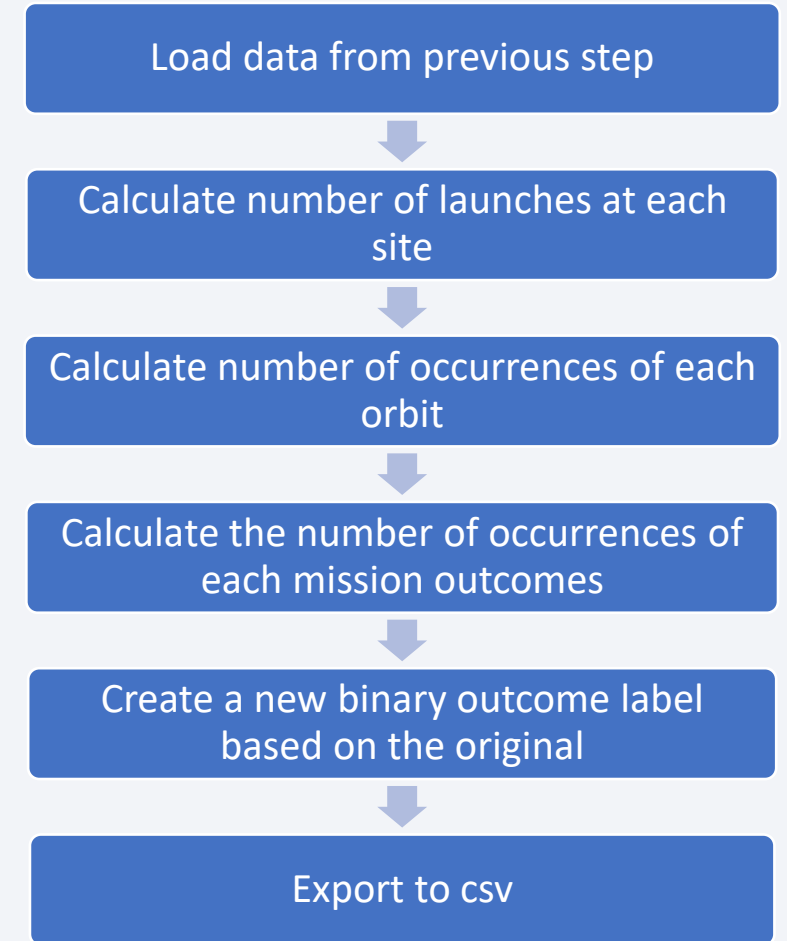 Load data from previous step
Calculate number of launches at each
site
Calculate number of occurrences of each
orbit
Calculate the number of occurrences of
each mission outcomes
Create a new binary outcome label
based on the original
Export to csv